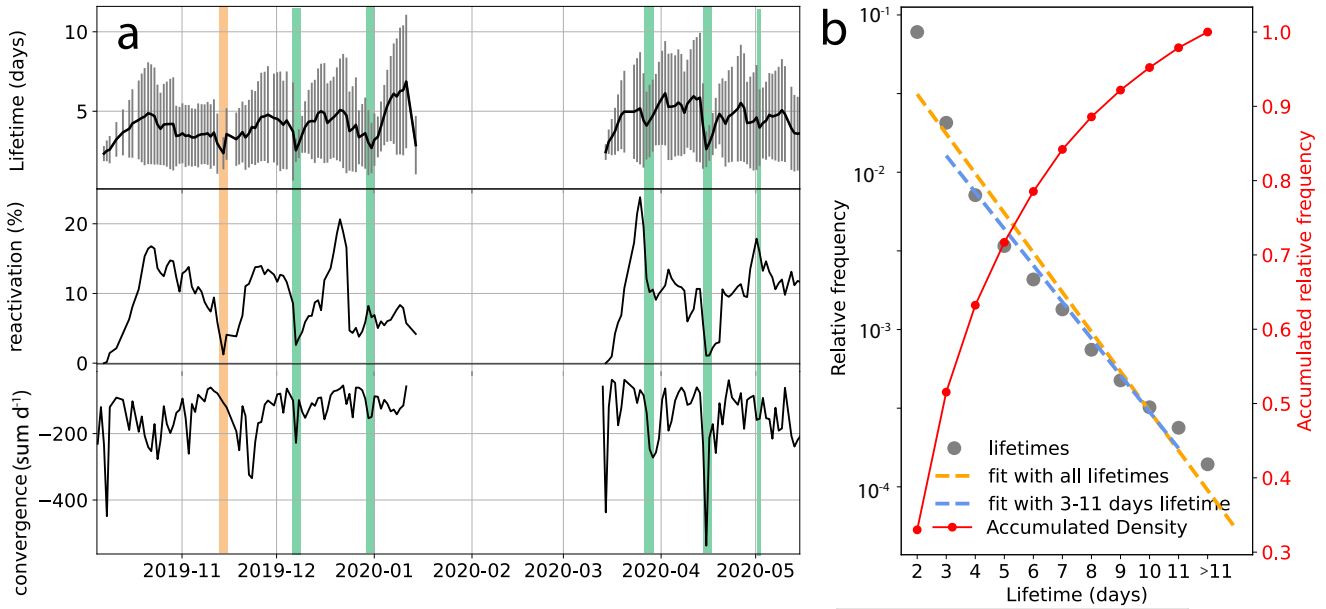 a
Lifetime (days)
10
5
reactivation (%)
20
10
0
convergence (sum d⁻¹)
−200
−400
2019-11
2019-12
2020-01
2020-02
2020-03
2020-04
2020-05
b
Relative frequency
10⁻¹
10⁻²
10⁻³
10⁻⁴
lifetimes
fit with all lifetimes
fit with 3-11 days lifetime
Accumulated Density
2 3 4 5 6 7 8 9 10 11 >11
Lifetime (days)
1.0
0.9
0.8
0.7
0.6
0.5
0.4
0.3
Accumulated relative frequency